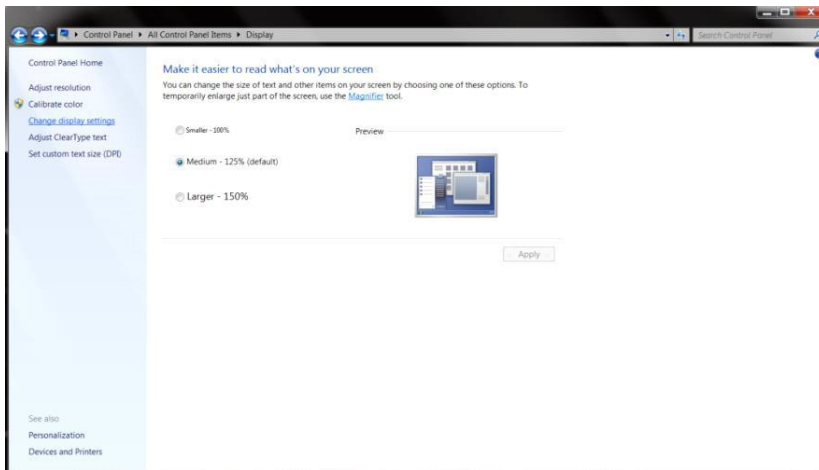 Control Panel ▸ All Control Panel Items ▸ Display
Search Control Panel
Control Panel Home
Adjust resolution
Calibrate color
Change display settings
Adjust ClearType text
Set custom text size (DPI)
See also
Personalization
Devices and Printers
Make it easier to read what's on your screen
You can change the size of text and other items on your screen by choosing one of these options. To
temporarily enlarge just part of the screen, use the Magnifier tool.
Smaller - 100%
Preview
Medium - 125% (default)
Larger - 150%
Apply